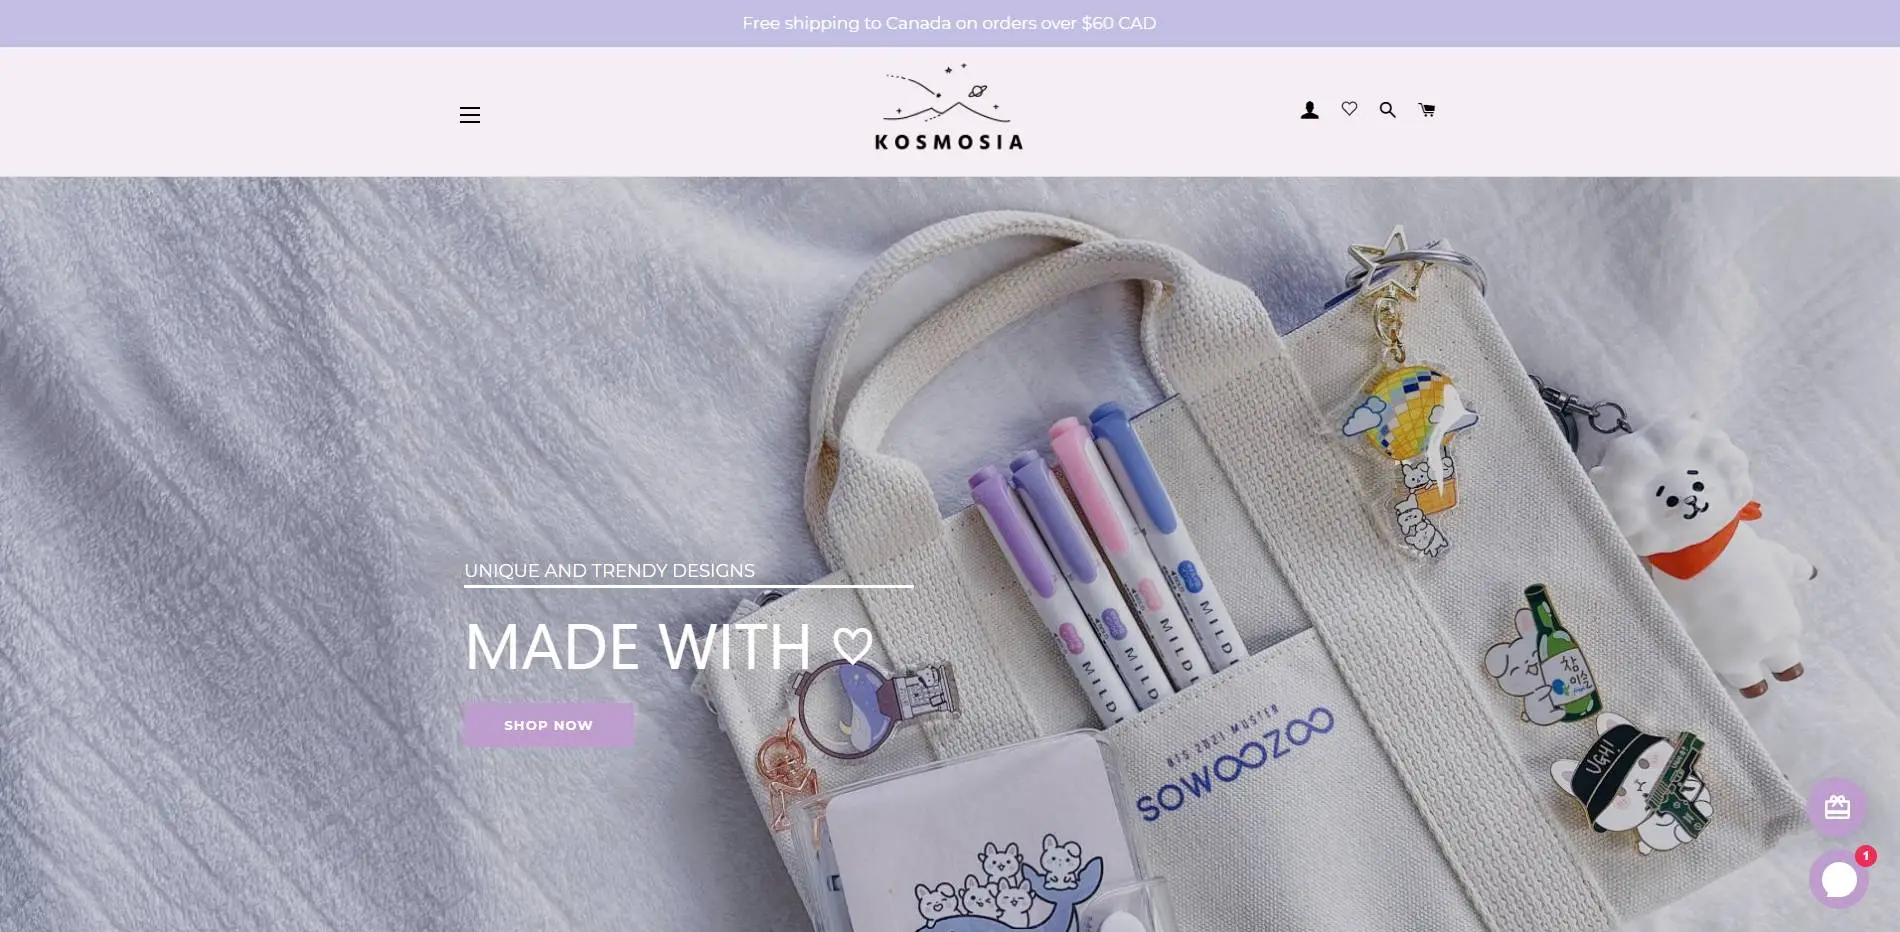 Free shipping to Canada on orders over $60 CAD
KOSMOSIA
UNIQUE AND TRENDY DESIGNS
MADE WITH ♡
SHOP NOW
MILD
MILD
MILD
MILD
BTS 2021 MUSTER
SOWOOZOO
참
이슬
UGH!
1